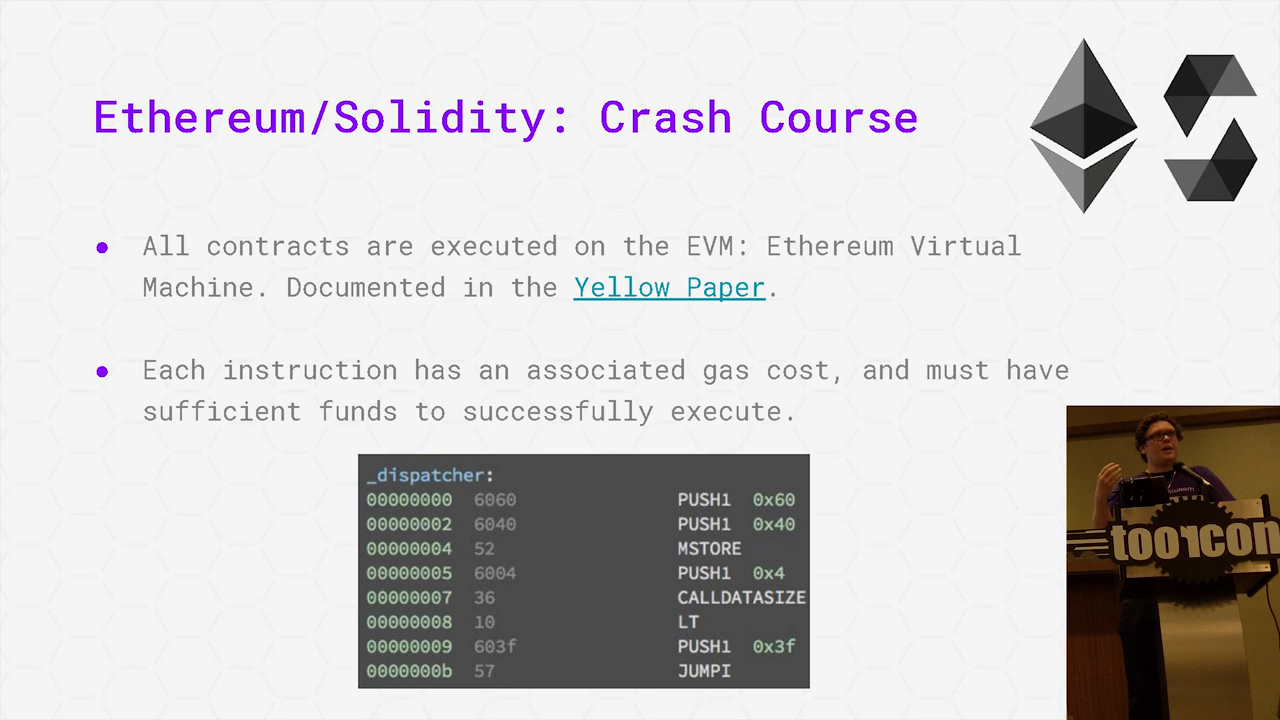 Ethereum/Solidity: Crash Course
● All contracts are executed on the EVM: Ethereum Virtual
Machine. Documented in the Yellow Paper.
● Each instruction has an associated gas cost, and must have
sufficient funds to successfully execute.
_dispatcher:
00000000 6060 PUSH1 0x60
00000002 6040 PUSH1 0x40
00000004 52 MSTORE
00000005 6004 PUSH1 0x4
00000007 36 CALLDATASIZE
00000008 10 LT
00000009 603f PUSH1 0x3f
0000000b 57 JUMPI
toorcon